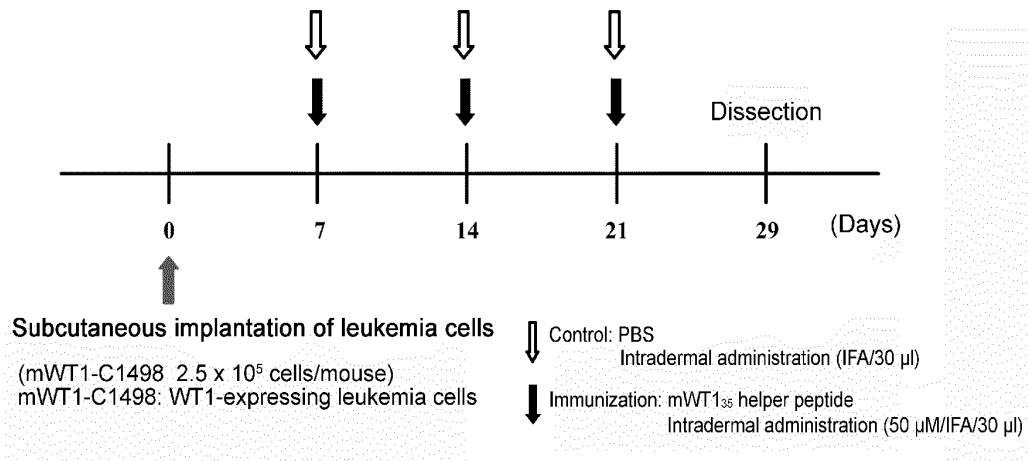 Dissection
0
7
14
21
29
(Days)
Subcutaneous implantation of leukemia cells
(mWT1-C1498 2.5 x 10⁵ cells/mouse)
mWT1-C1498: WT1-expressing leukemia cells
Control: PBS
Intradermal administration (IFA/30 µl)
Immunization: mWT1₃₅ helper peptide
Intradermal administration (50 µM/IFA/30 µl)